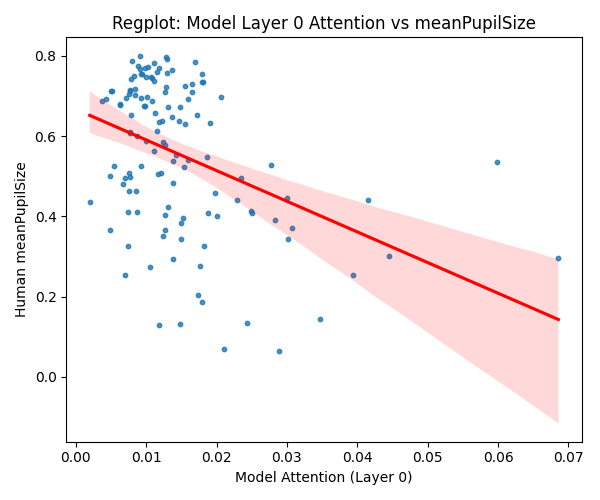 Regplot: Model Layer 0 Attention vs meanPupilSize
Human meanPupilSize
0.8
0.6
0.4
0.2
0.0
0.00 0.01 0.02 0.03 0.04 0.05 0.06 0.07
Model Attention (Layer 0)